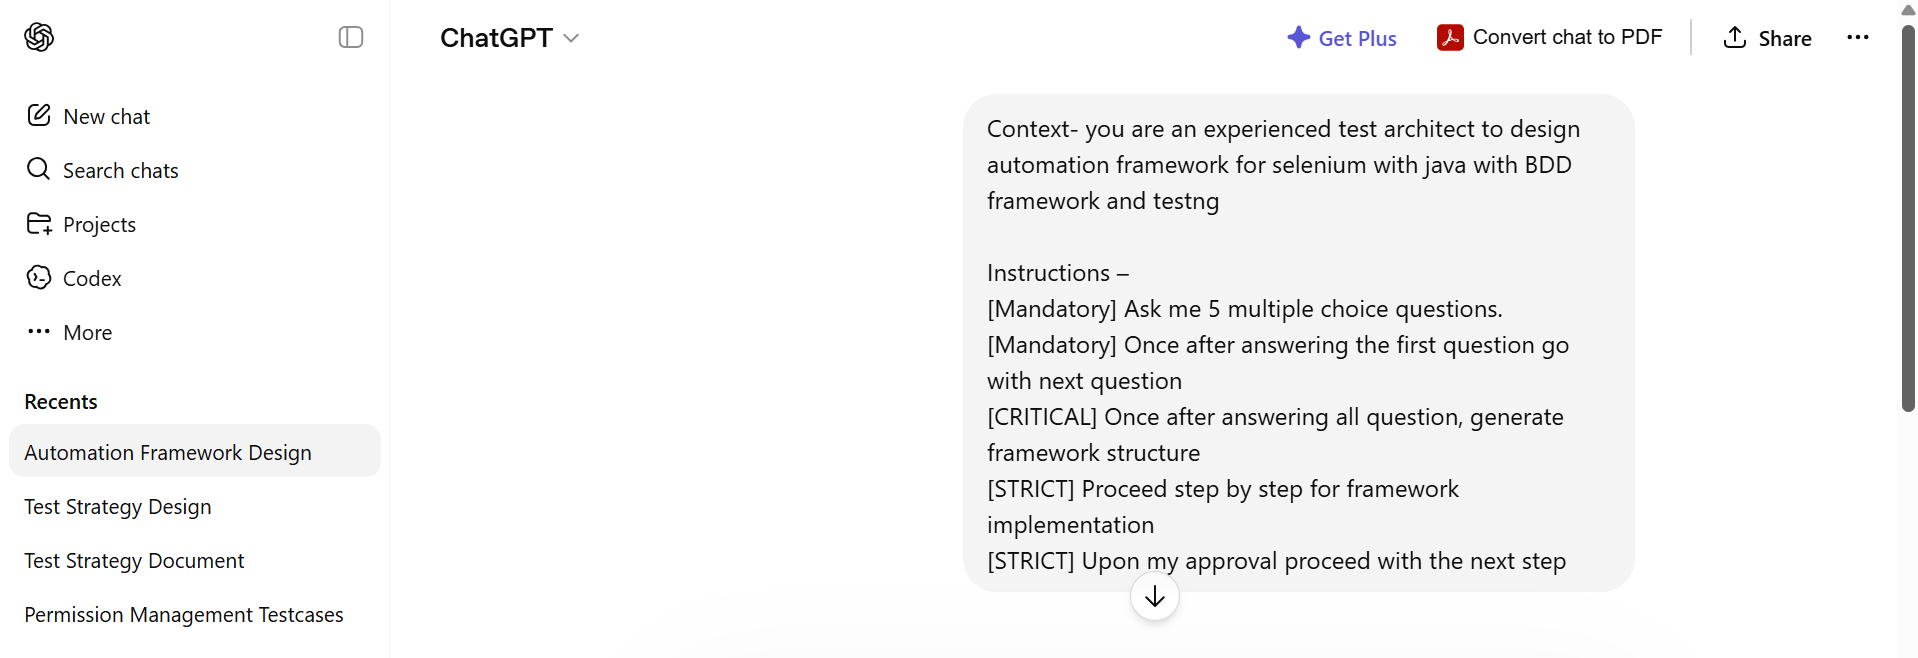 ChatGPT
Get Plus
Convert chat to PDF
Share
New chat
Search chats
Projects
Codex
More
Recents
Automation Framework Design
Test Strategy Design
Test Strategy Document
Permission Management Testcases
Context- you are an experienced test architect to design
automation framework for selenium with java with BDD
framework and testng
Instructions –
[Mandatory] Ask me 5 multiple choice questions.
[Mandatory] Once after answering the first question go
with next question
[CRITICAL] Once after answering all question, generate
framework structure
[STRICT] Proceed step by step for framework
implementation
[STRICT] Upon my approval proceed with the next step